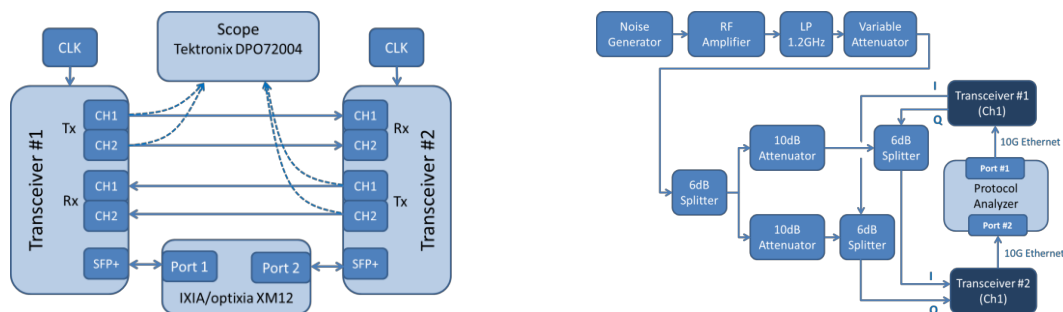 CLK
Scope
Tektronix DPO72004
CLK
Transceiver #1
Tx
CH1
CH2
Rx
CH1
CH2
SFP+
CH1
Rx
CH2
CH1
Tx
CH2
SFP+
Transceiver #2
Port 1
Port 2
IXIA/optixia XM12
Noise
Generator
RF
Amplifier
LP
1.2GHz
Variable
Attenuator
I
Q
Transceiver #1
(Ch1)
10G Ethernet
10dB
Attenuator
6dB
Splitter
Port #1
Protocol
Analyzer
Port #2
6dB
Splitter
10dB
Attenuator
6dB
Splitter
10G Ethernet
I
Q
Transceiver #2
(Ch1)